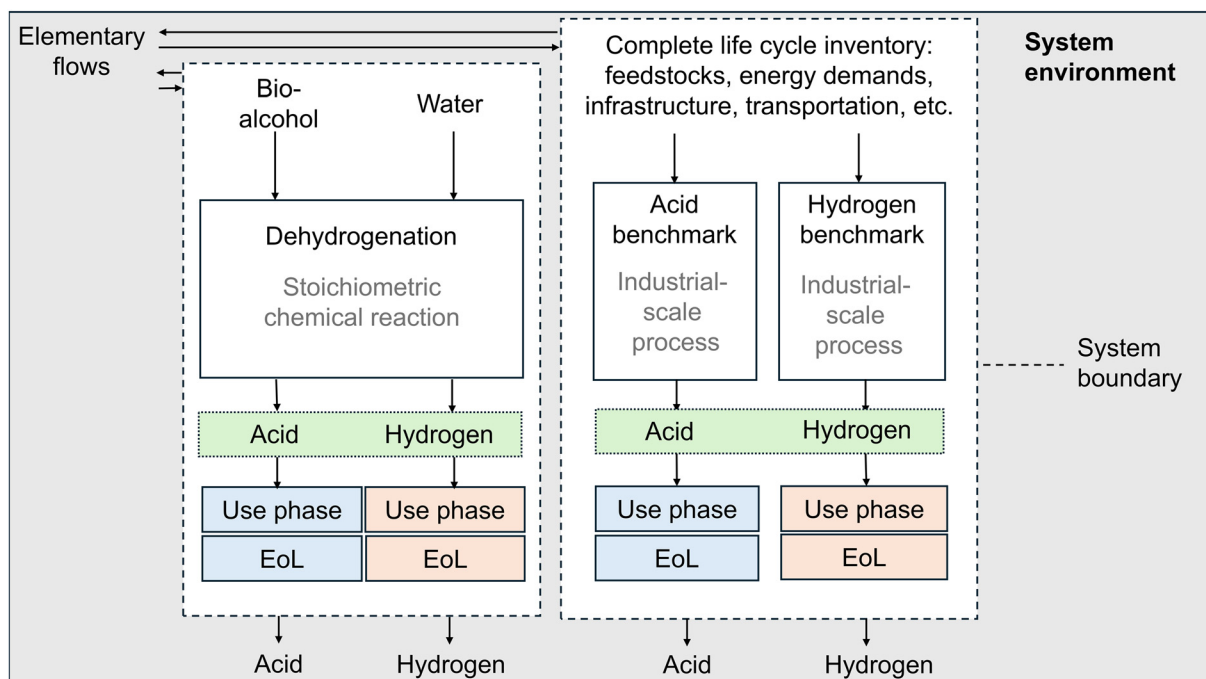 Elementary
flows
Bio-
alcohol
Water
Dehydrogenation
Stoichiometric
chemical reaction
Acid
Hydrogen
Use phase
Use phase
EoL
EoL
Acid
Hydrogen
Complete life cycle inventory:
feedstocks, energy demands,
infrastructure, transportation, etc.
Acid
benchmark
Industrial-
scale
process
Hydrogen
benchmark
Industrial-
scale
process
Acid
Hydrogen
Use phase
Use phase
EoL
EoL
Acid
Hydrogen
System
environment
System
boundary